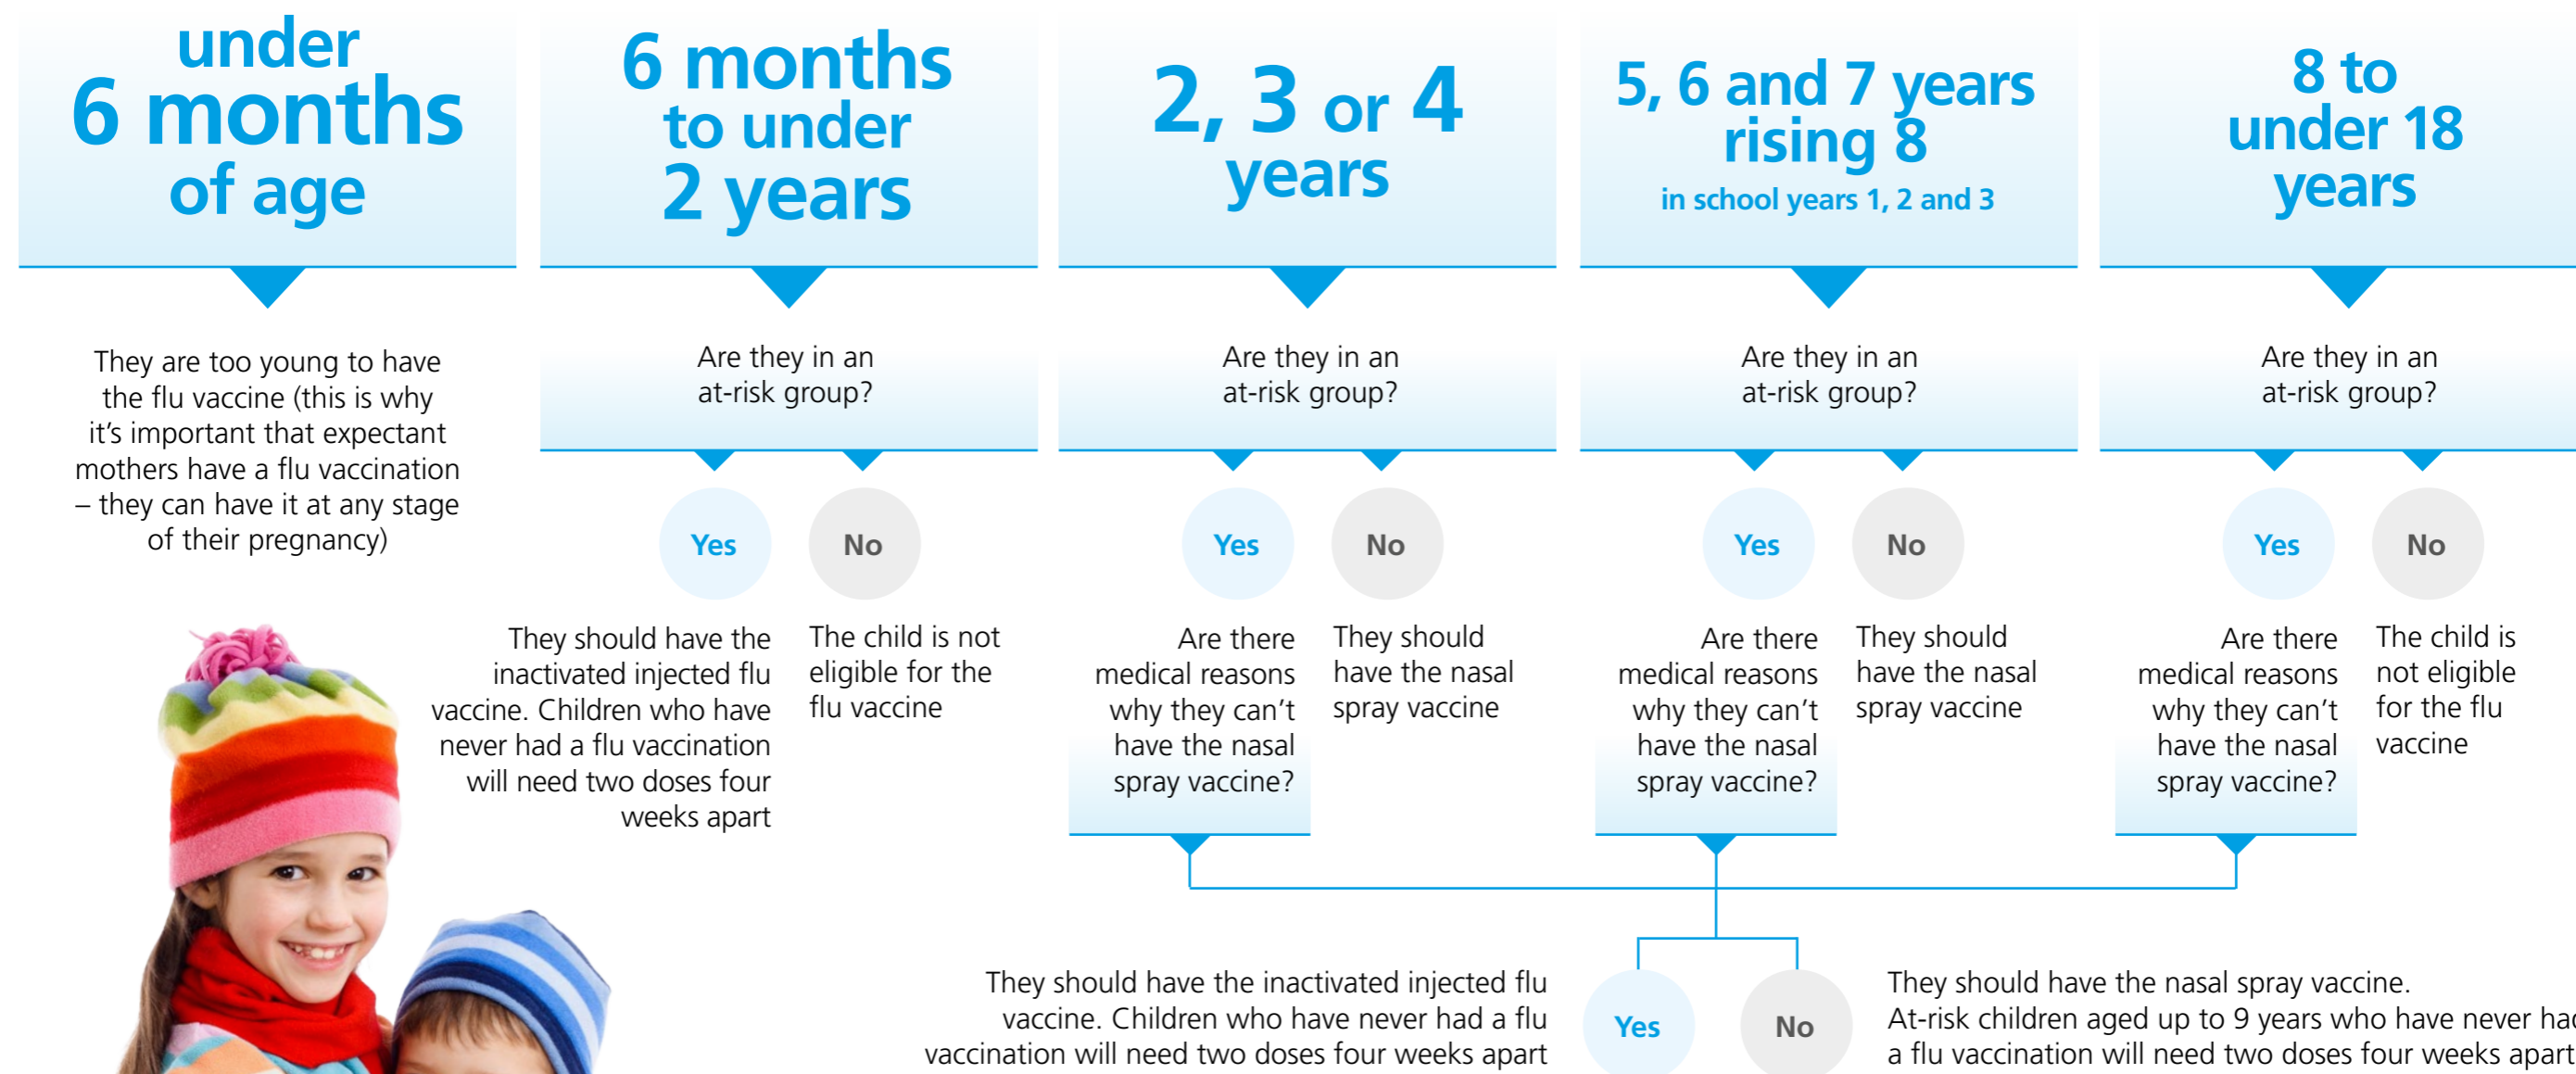 under
6 months
of age
They are too young to have
the flu vaccine (this is why
it's important that expectant
mothers have a flu vaccination
– they can have it at any stage
of their pregnancy)
6 months
to under
2 years
Are they in an
at-risk group?
Yes
They should have the
inactivated injected flu
vaccine. Children who have
never had a flu vaccination
will need two doses four
weeks apart
No
The child is not
eligible for the
flu vaccine
2, 3 or 4
years
Are they in an
at-risk group?
Yes
Are there
medical reasons
why they can't
have the nasal
spray vaccine?
No
They should
have the nasal
spray vaccine
5, 6 and 7 years
rising 8
in school years 1, 2 and 3
Are they in an
at-risk group?
Yes
Are there
medical reasons
why they can't
have the nasal
spray vaccine?
No
They should
have the nasal
spray vaccine
8 to
under 18
years
Are they in an
at-risk group?
Yes
Are there
medical reasons
why they can't
have the nasal
spray vaccine?
No
The child is
not eligible
for the flu
vaccine
Yes
They should have the inactivated injected flu
vaccine. Children who have never had a flu
vaccination will need two doses four weeks apart
No
They should have the nasal spray vaccine.
At-risk children aged up to 9 years who have never had
a flu vaccination will need two doses four weeks apart